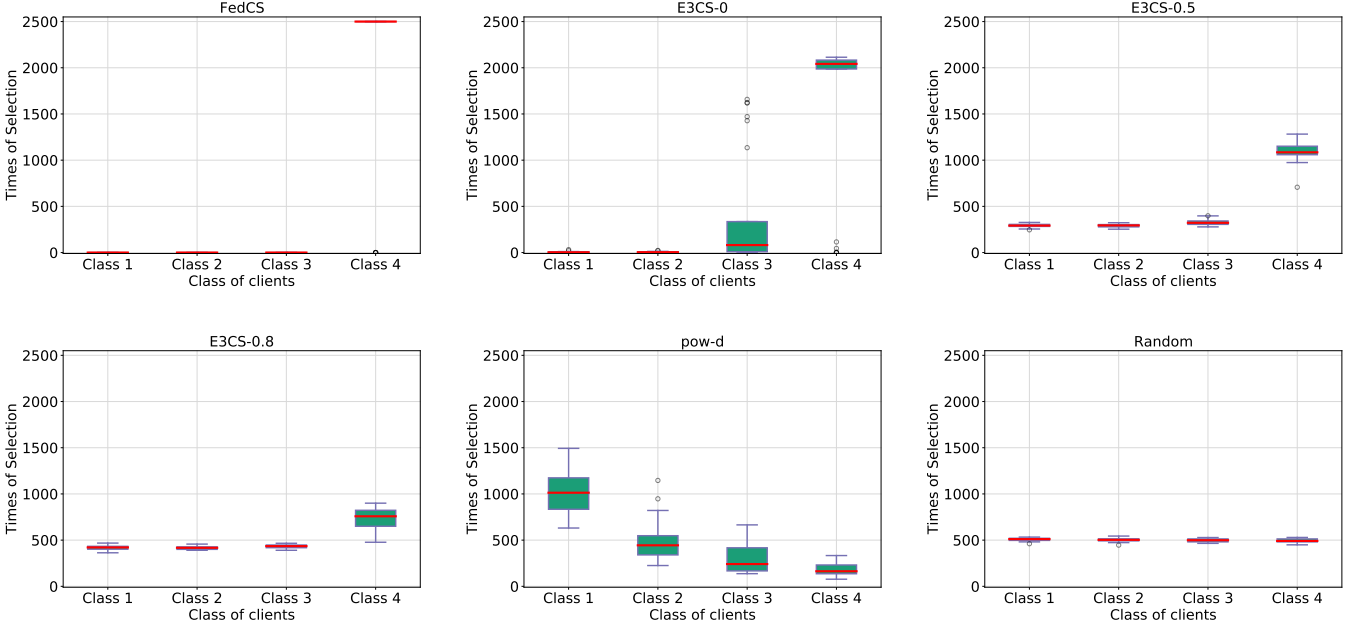 FedCS
2500
2000
1500
1000
500
0
Times of Selection
Class 1 Class 2 Class 3 Class 4
Class of clients
E3CS-0
2500
2000
1500
1000
500
0
Times of Selection
Class 1 Class 2 Class 3 Class 4
Class of clients
E3CS-0.5
2500
2000
1500
1000
500
0
Times of Selection
Class 1 Class 2 Class 3 Class 4
Class of clients
E3CS-0.8
2500
2000
1500
1000
500
0
Times of Selection
Class 1 Class 2 Class 3 Class 4
Class of clients
pow-d
2500
2000
1500
1000
500
0
Times of Selection
Class 1 Class 2 Class 3 Class 4
Class of clients
Random
2500
2000
1500
1000
500
0
Times of Selection
Class 1 Class 2 Class 3 Class 4
Class of clients